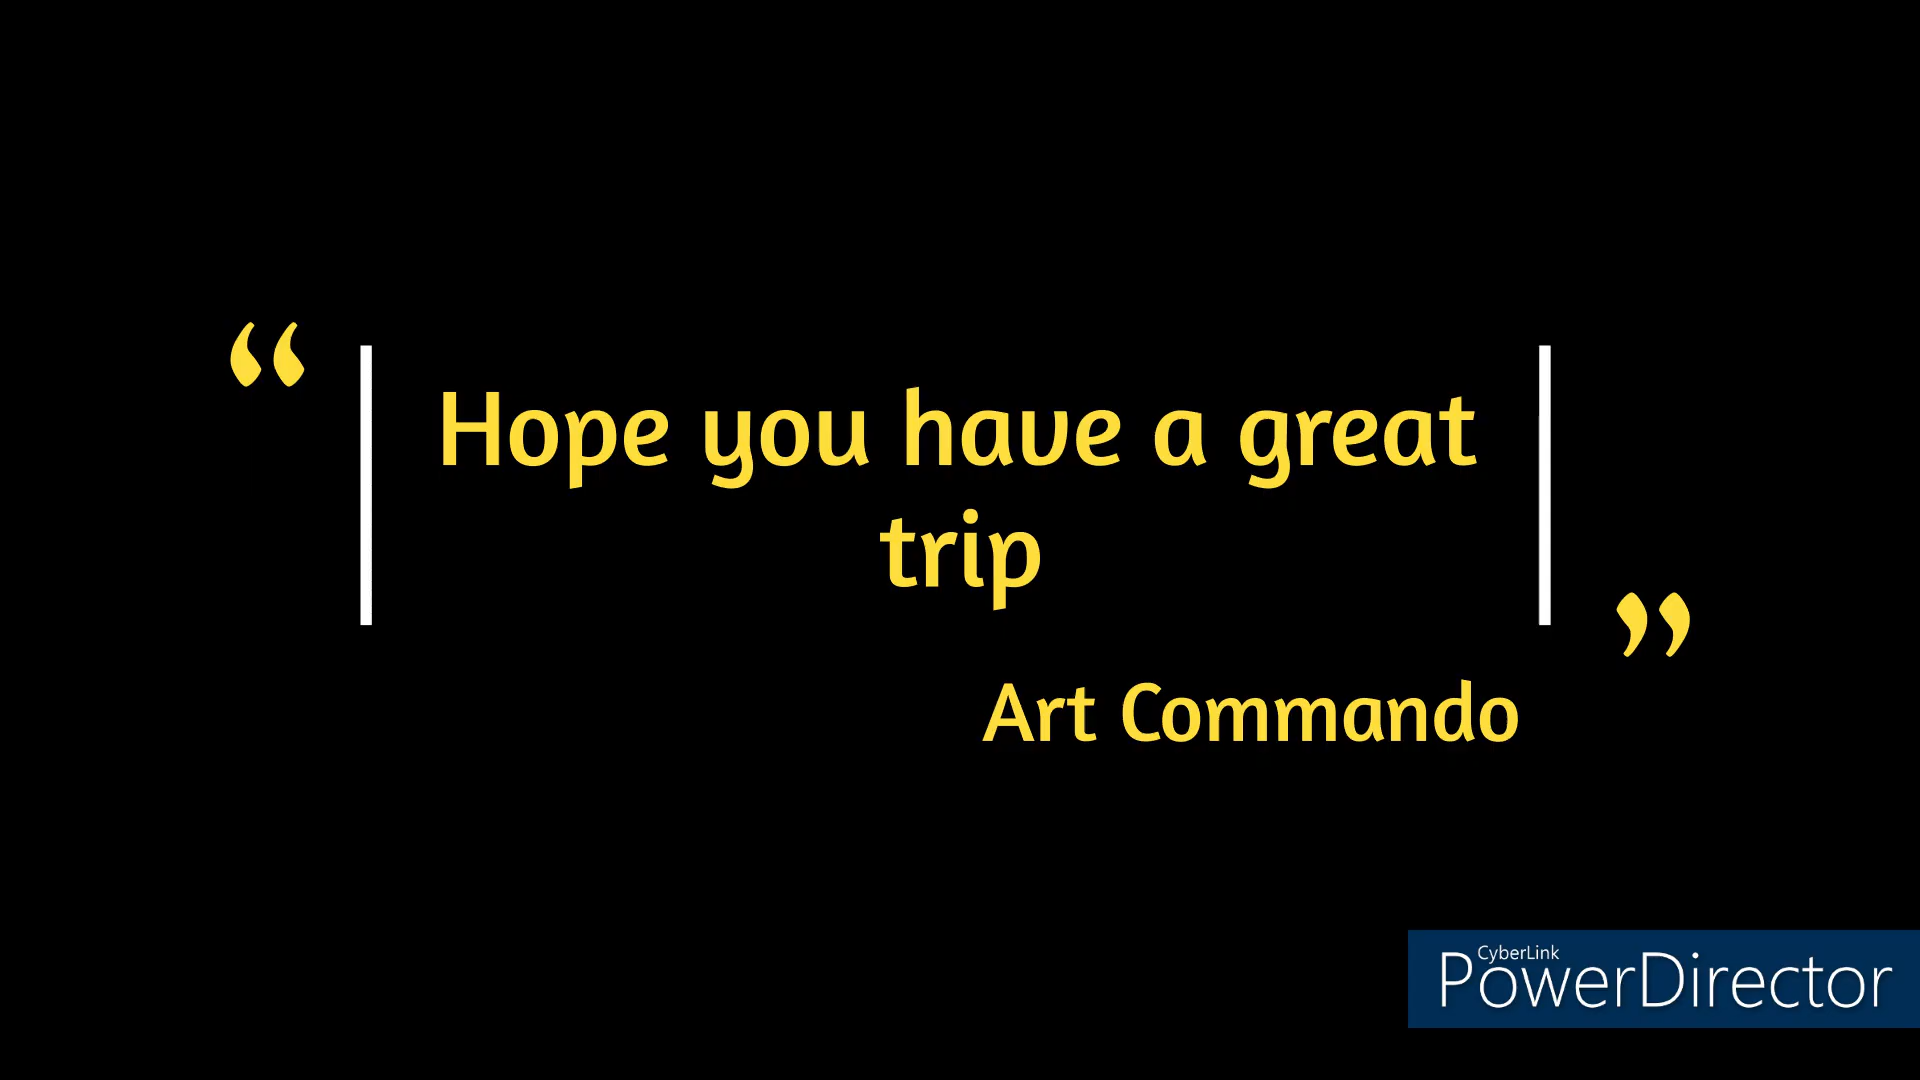 “
Hope you have a great
trip
”
Art Commando
CyberLink
PowerDirector